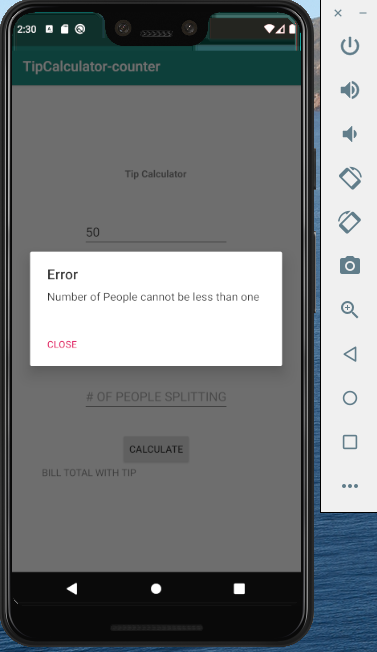 2:30
TipCalculator-counter
Tip Calculator
50
Error
Number of People cannot be less than one
CLOSE
# OF PEOPLE SPLITTING
CALCULATE
BILL TOTAL WITH TIP